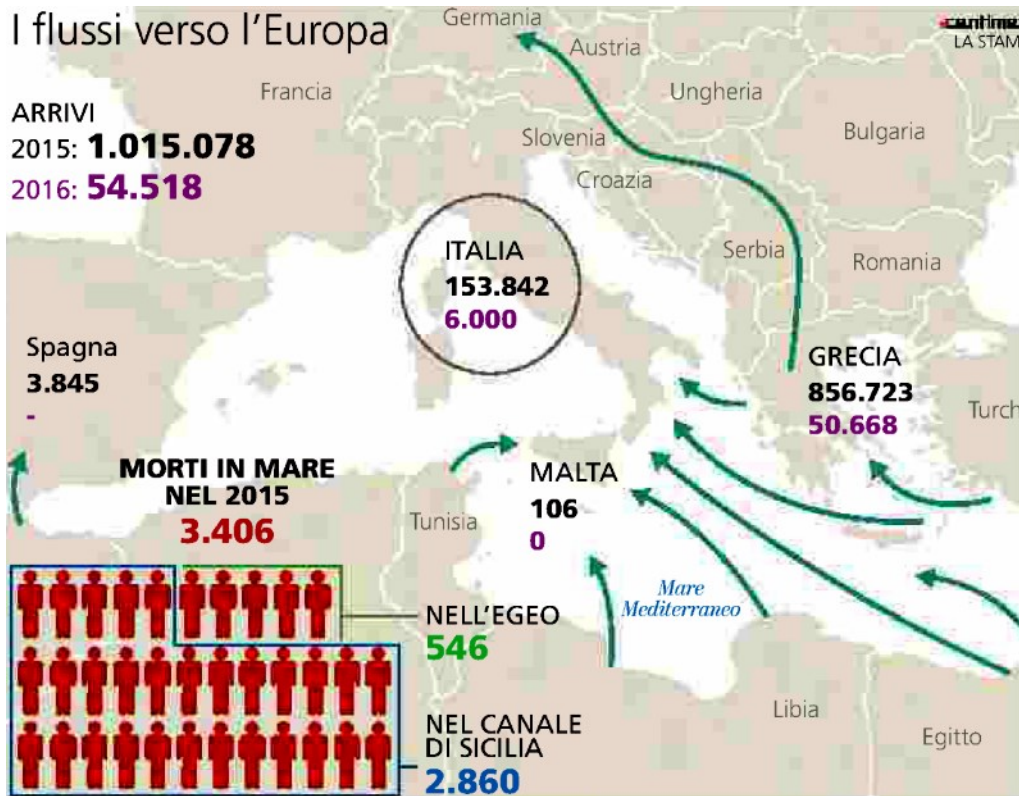 I flussi verso l'Europa
ARRIVI
2015: 1.015.078
2016: 54.518
LA STAM
Germania
Austria
Francia
Ungheria
Slovenia
Bulgaria
Croazia
Serbia
Romania
ITALIA
153.842
6.000
Spagna
3.845
-
GRECIA
856.723
50.668
Turch
MORTI IN MARE
NEL 2015
3.406
Tunisia
MALTA
106
0
Mare
Mediterraneo
NELL'EGEO
546
NEL CANALE
DI SICILIA
2.860
Libia
Egitto